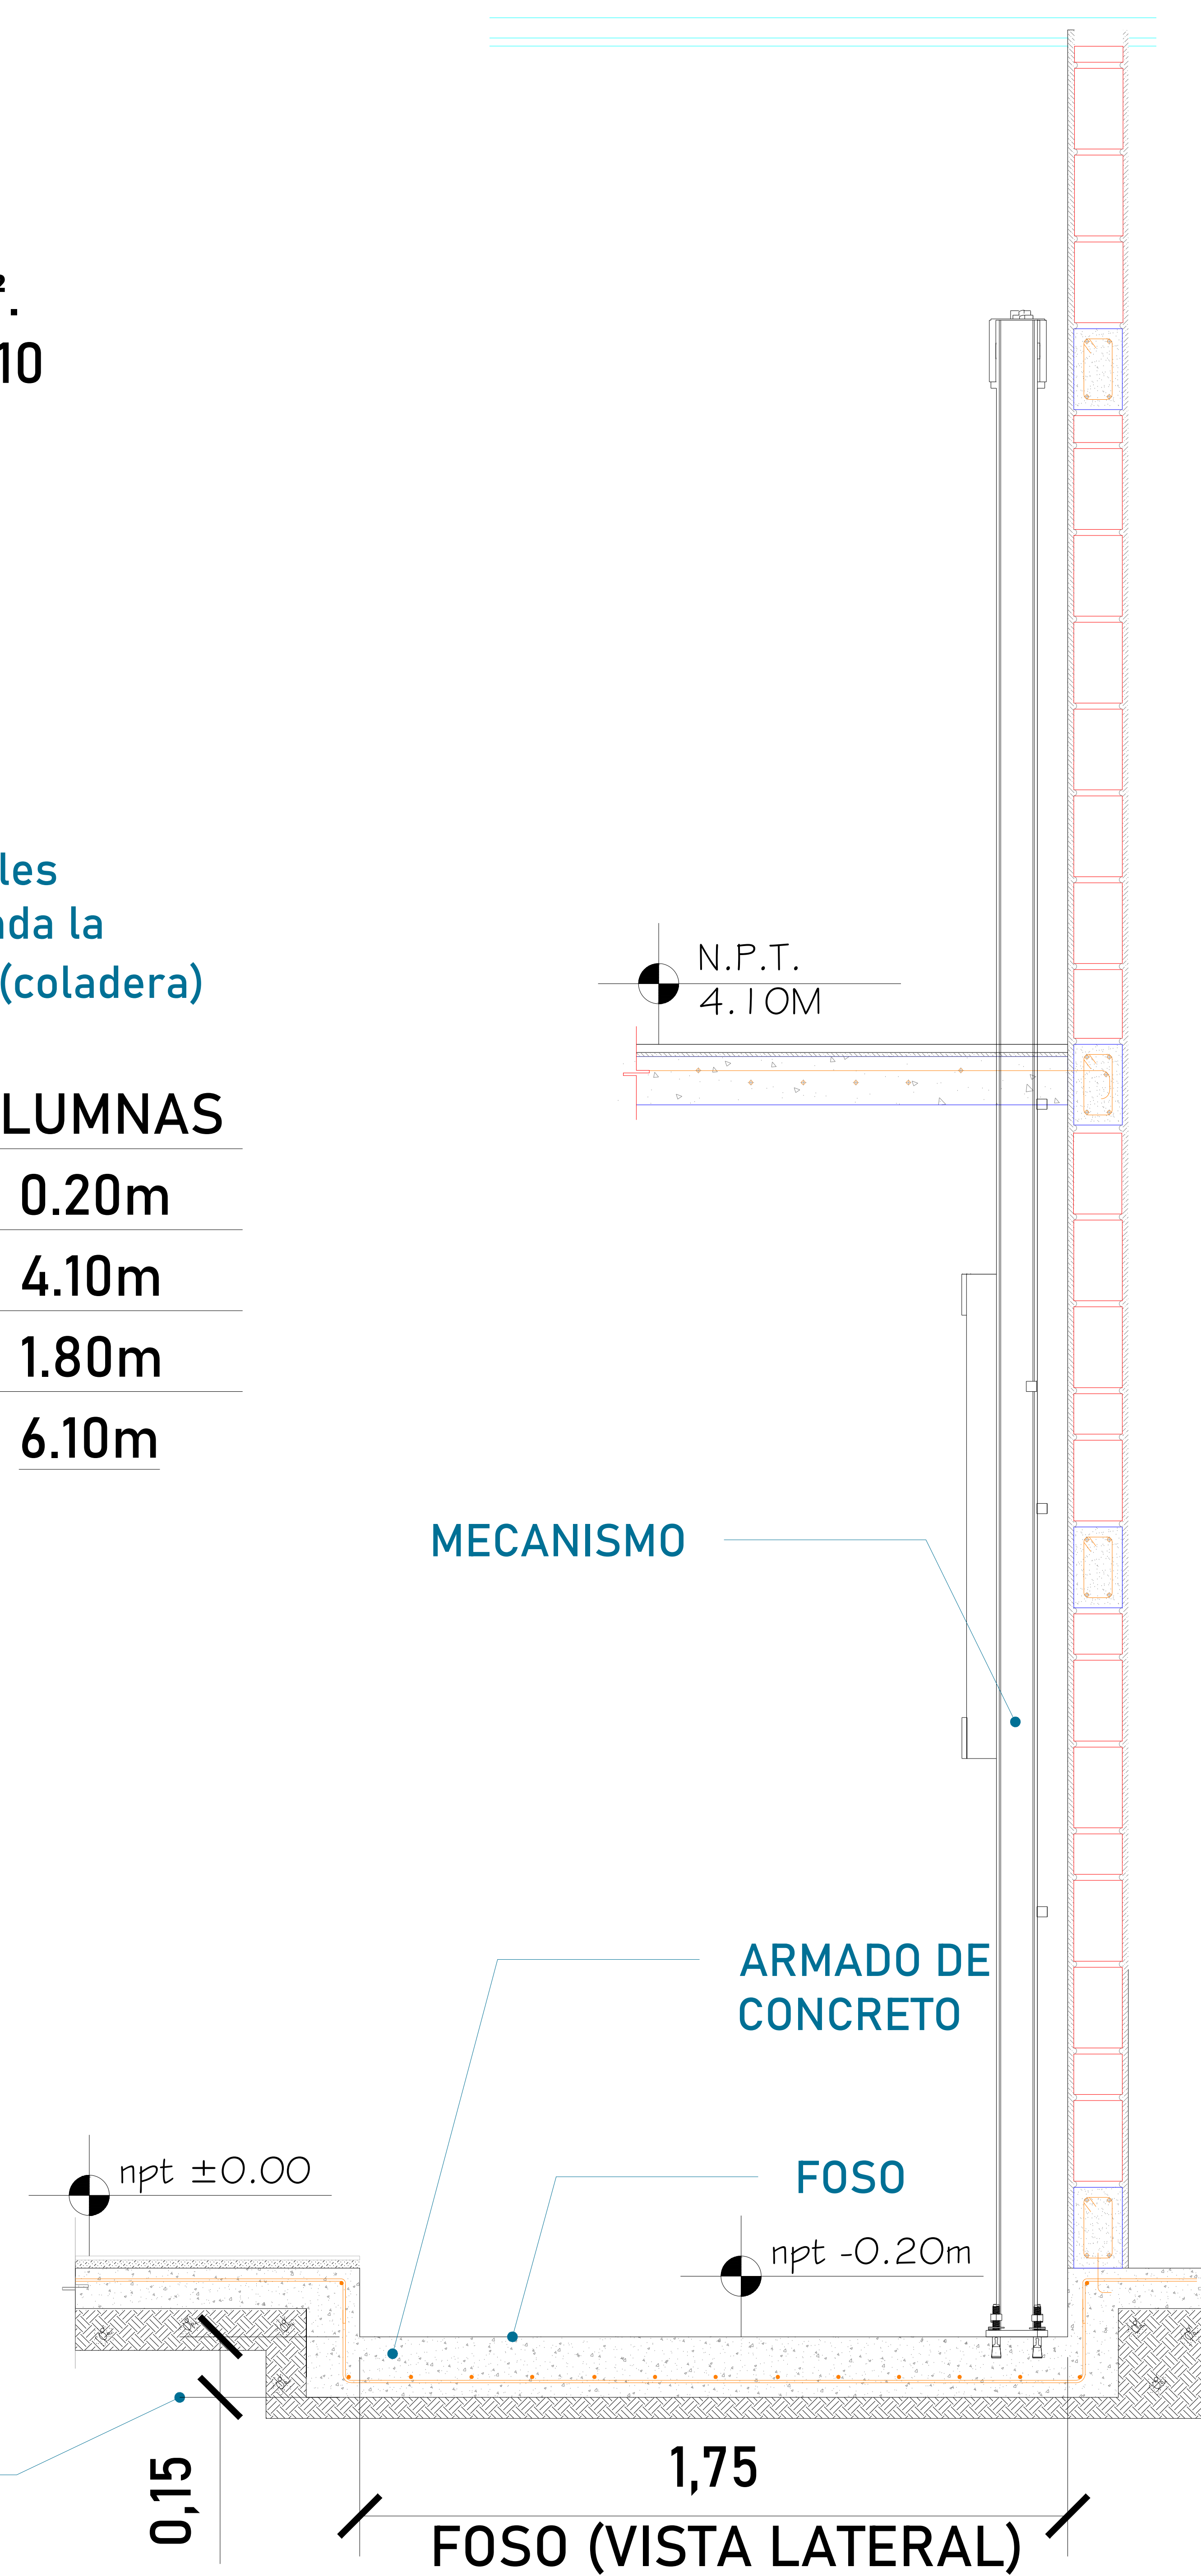 ².
10
les
nda la
(coladera)
N.P.T.
4.10M
LUMNAS
0.20m
4.10m
1.80m
6.10m
MECANISMO
ARMADO DE
CONCRETO
npt ±0.00
FOSO
npt -0.20m
0,15
1,75
FOSO (VISTA LATERAL)